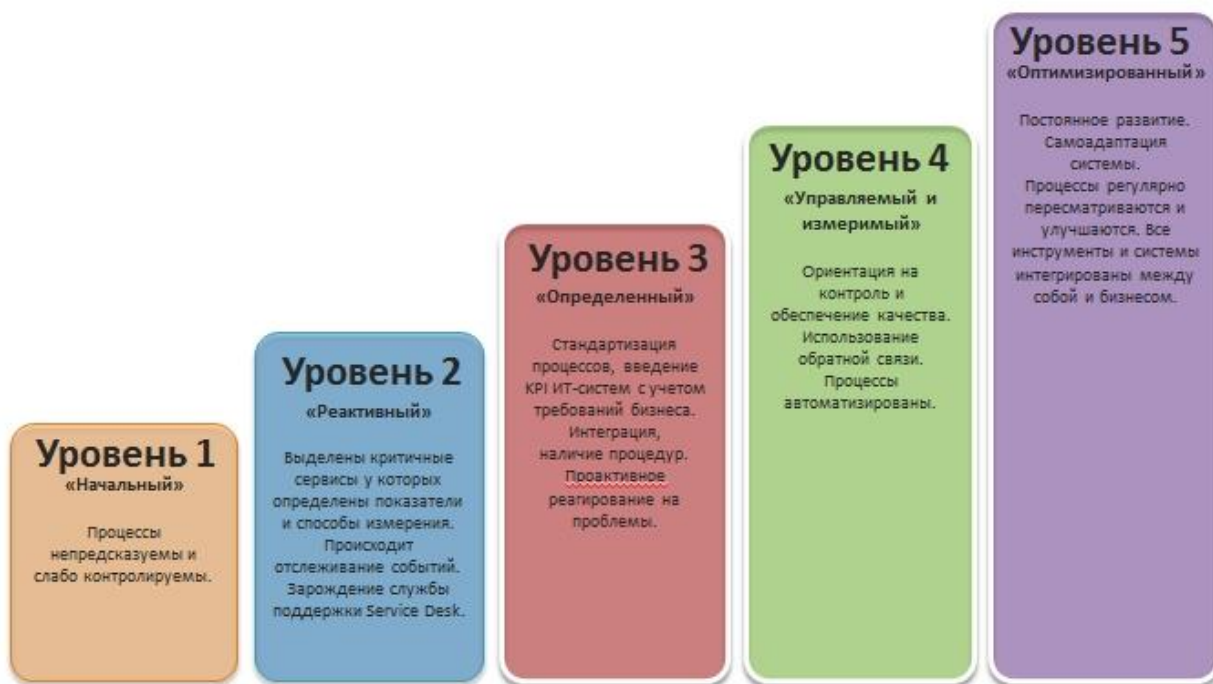 Уровень 1
«Начальный»
Процессы
непредсказуемы и
слабо контролируемы.
Уровень 2
«Реактивный»
Выделены критичные
сервисы у которых
определены показатели
и способы измерения.
Происходит
отслеживание событий.
Зарождение службы
поддержки Service Desk.
Уровень 3
«Определенный»
Стандартизация
процессов, введение
KPI ИТ-систем с учетом
требований бизнеса.
Интеграция,
наличие процедур.
Проактивное
реагирование на
проблемы.
Уровень 4
«Управляемый и
измеримый»
Ориентация на
контроль и
обеспечение качества.
Использование
обратной связи.
Процессы
автоматизированы.
Уровень 5
«Оптимизированный»
Постоянное развитие.
Самоадаптация
системы.
Процессы регулярно
пересматриваются и
улучшаются. Все
инструменты и системы
интегрированы между
собой и бизнесом.